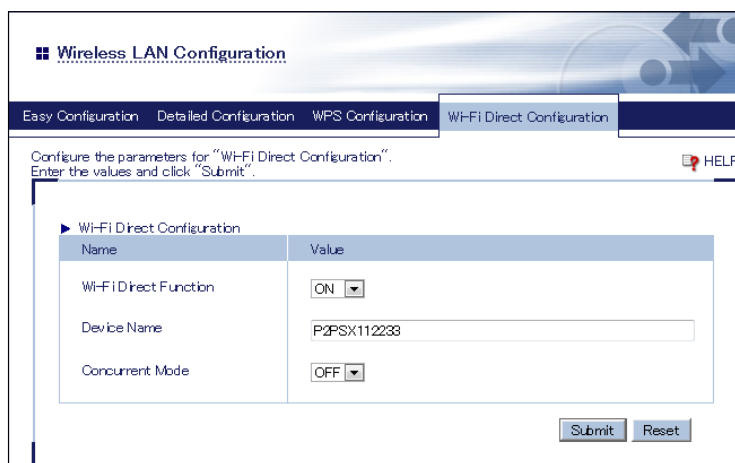 Wireless LAN Configuration
Easy Configuration Detailed Configuration WPS Configuration Wi-Fi Direct Configuration
Configure the parameters for "Wi-Fi Direct Configuration".
Enter the values and click "Submit".
HELP
Wi-Fi Direct Configuration
Name Value
Wi-Fi Direct Function ON
Device Name P2PSX112233
Concurrent Mode OFF
Submit Reset